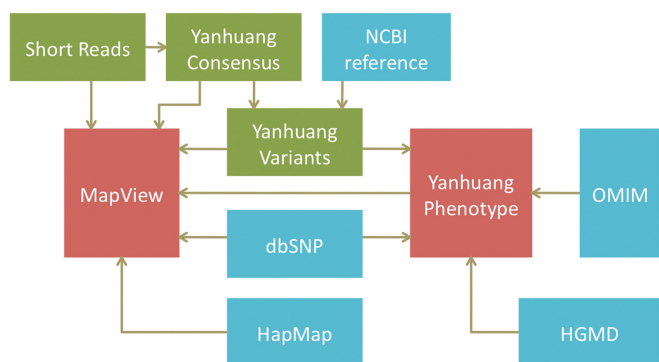 Short Reads
Yanhuang
Consensus
NCBI
reference
Yanhuang
Variants
MapView
Yanhuang
Phenotype
OMIM
dbSNP
HapMap
HGMD